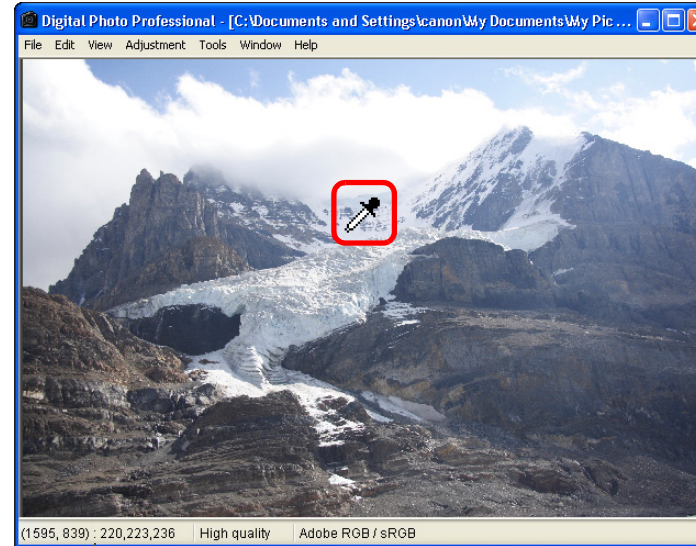 Digital Photo Professional - [C:\Documents and Settings\canon\My Documents\My Pic...
File Edit View Adjustment Tools Window Help
(1595, 839) : 220,223,236 High quality Adobe RGB / sRGB